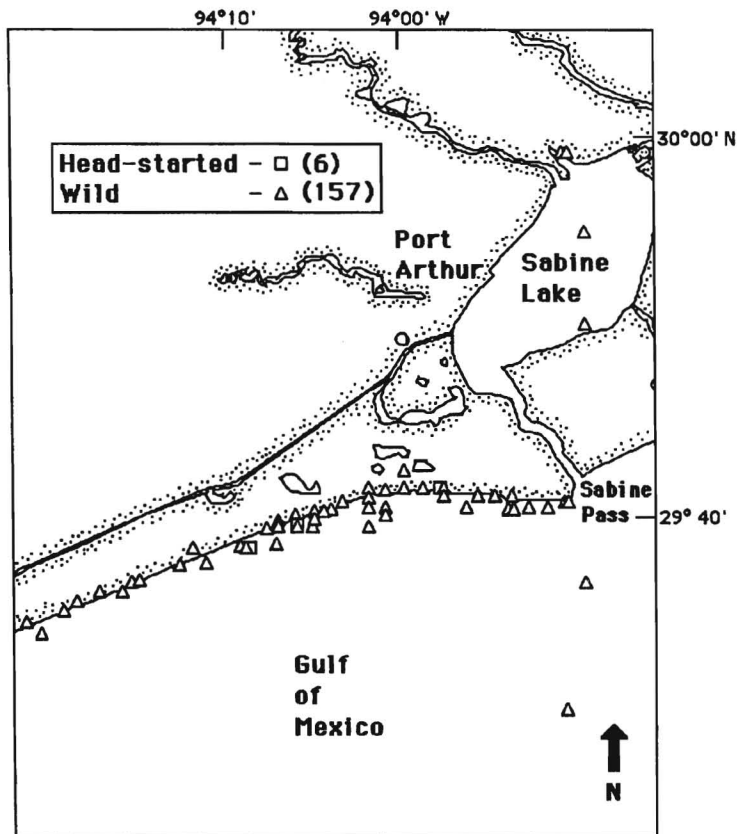 94°10'
94°00' W
30°00' N
Head-started - □ (6)
Wild - △ (157)
Port
Arthur
Sabine
Lake
Sabine
Pass
29°40'
Gulf
of
Mexico
N